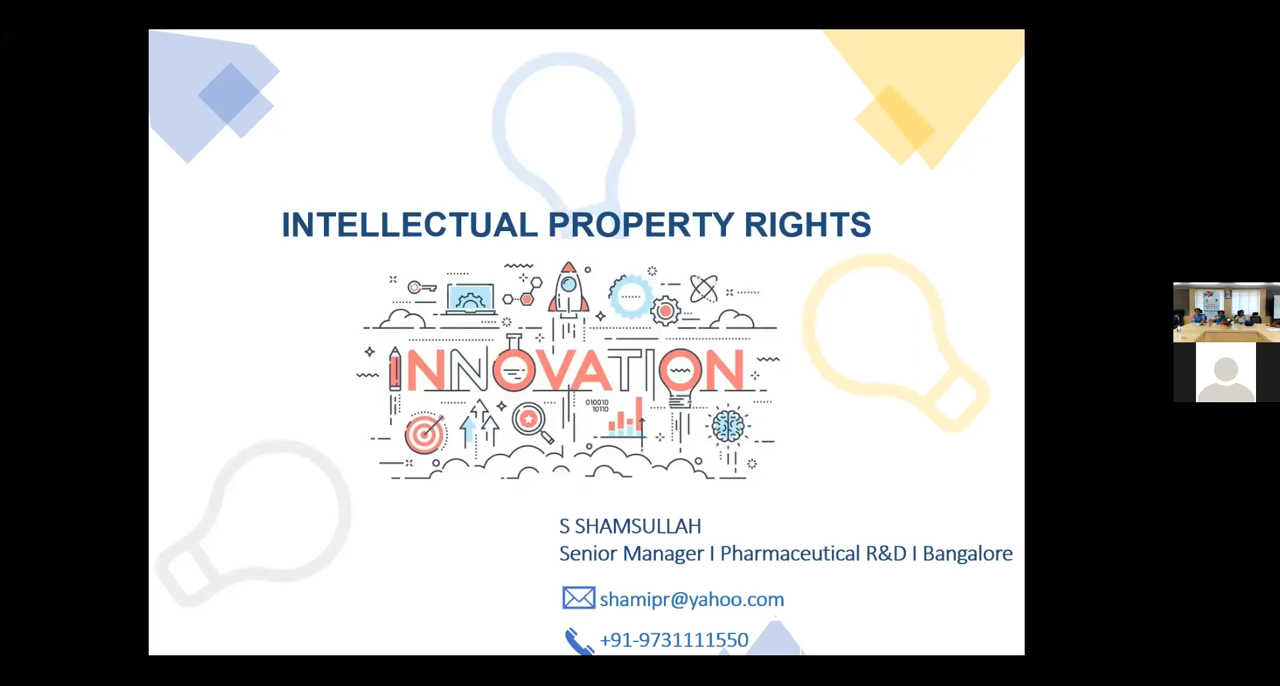 INTELLECTUAL PROPERTY RIGHTS
INNOVATION
010010
10110
S SHAMSULLAH
Senior Manager I Pharmaceutical R&D I Bangalore
shamipr@yahoo.com
+91-9731111550